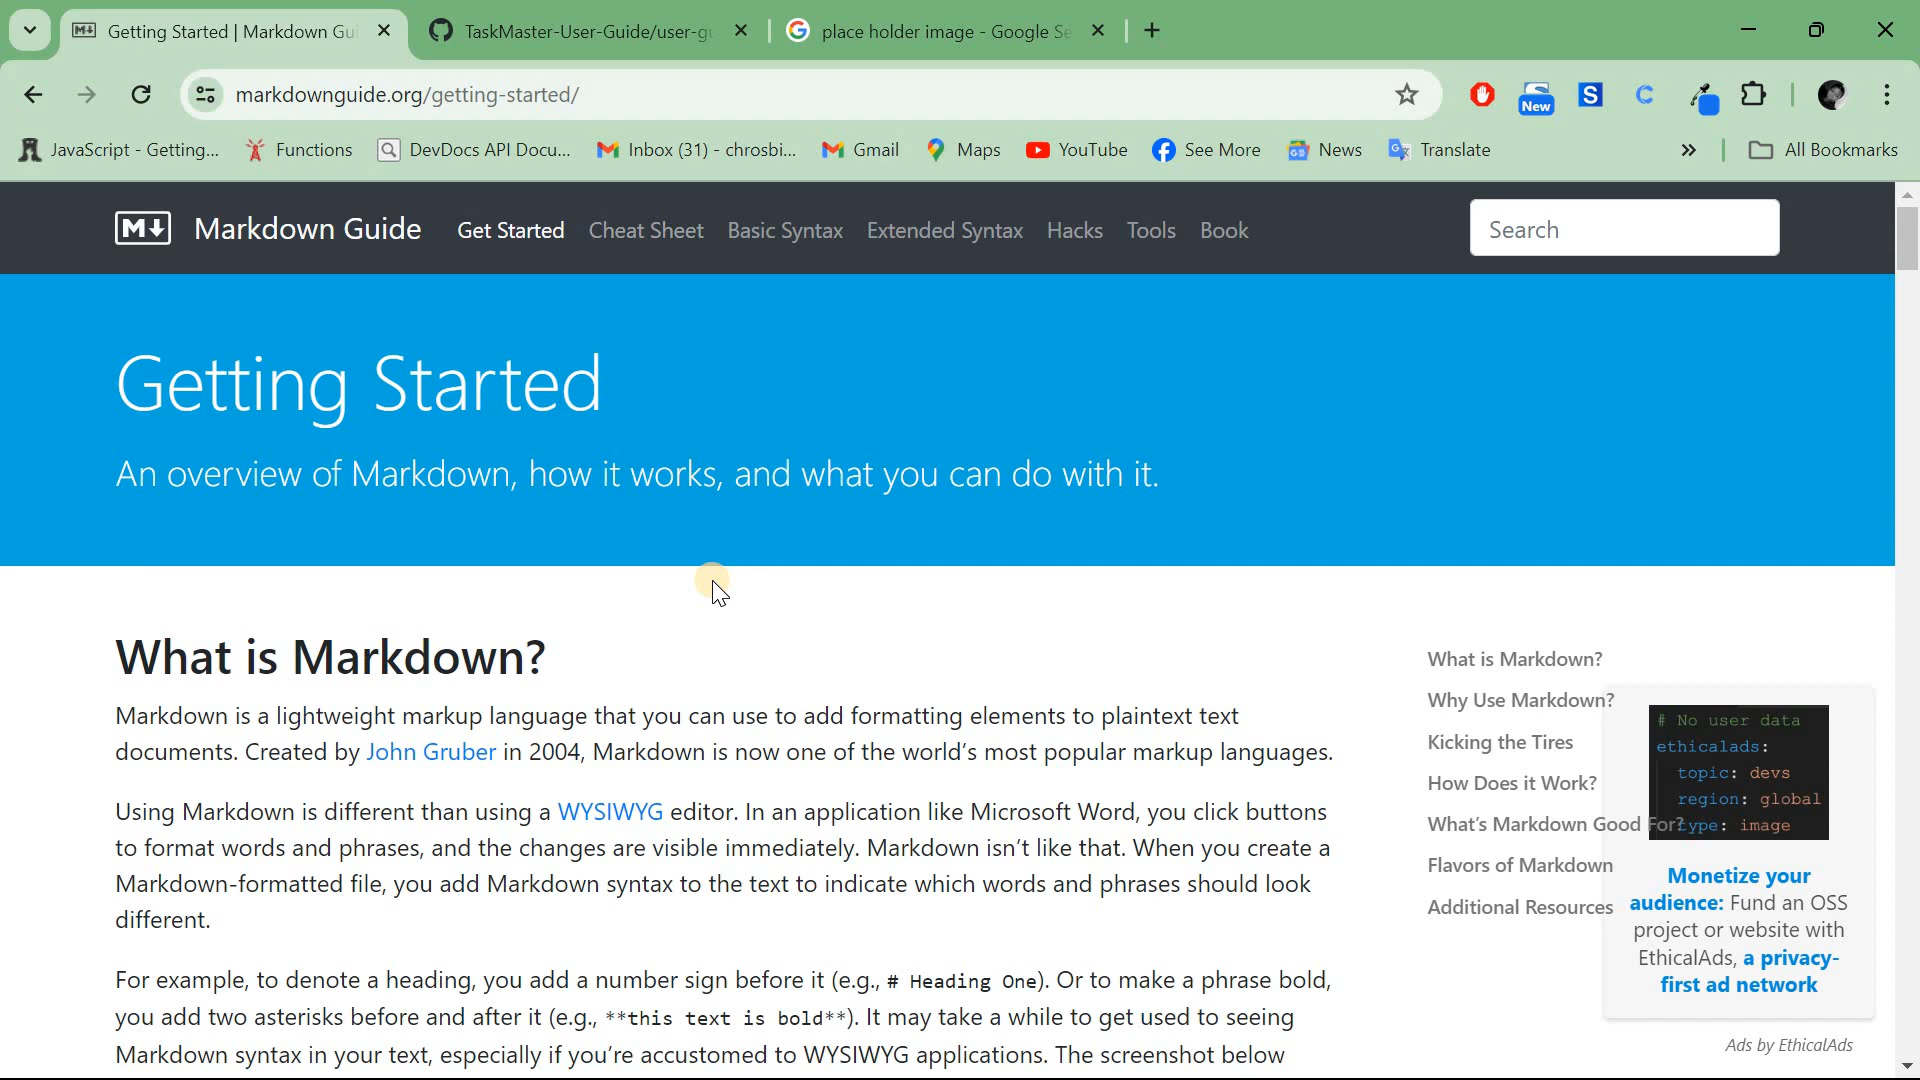 Getting Started | Markdown Gu
TaskMaster-User-Guide/user-gu
place holder image - Google Se
markdownguide.org/getting-started/
New
JavaScript - Getting...
Functions
DevDocs API Docu...
Inbox (31) - chrosbi...
Gmail
Maps
YouTube
See More
News
Translate
All Bookmarks
Markdown Guide
Get Started
Cheat Sheet
Basic Syntax
Extended Syntax
Hacks
Tools
Book
Search
Getting Started
An overview of Markdown, how it works, and what you can do with it.
What is Markdown?
Markdown is a lightweight markup language that you can use to add formatting elements to plaintext text
documents. Created by John Gruber in 2004, Markdown is now one of the world's most popular markup languages.
Using Markdown is different than using a WYSIWYG editor. In an application like Microsoft Word, you click buttons
to format words and phrases, and the changes are visible immediately. Markdown isn't like that. When you create a
Markdown-formatted file, you add Markdown syntax to the text to indicate which words and phrases should look
different.
For example, to denote a heading, you add a number sign before it (e.g., # Heading One). Or to make a phrase bold,
you add two asterisks before and after it (e.g., **this text is bold**). It may take a while to get used to seeing
Markdown syntax in your text, especially if you're accustomed to WYSIWYG applications. The screenshot below
What is Markdown?
Why Use Markdown?
Kicking the Tires
How Does it Work?
What's Markdown Good For?
Flavors of Markdown
Additional Resources
# No user data
ethicalads:
topic: devs
region: global
type: image
Monetize your
audience: Fund an OSS
project or website with
EthicalAds, a privacy-
first ad network
Ads by EthicalAds